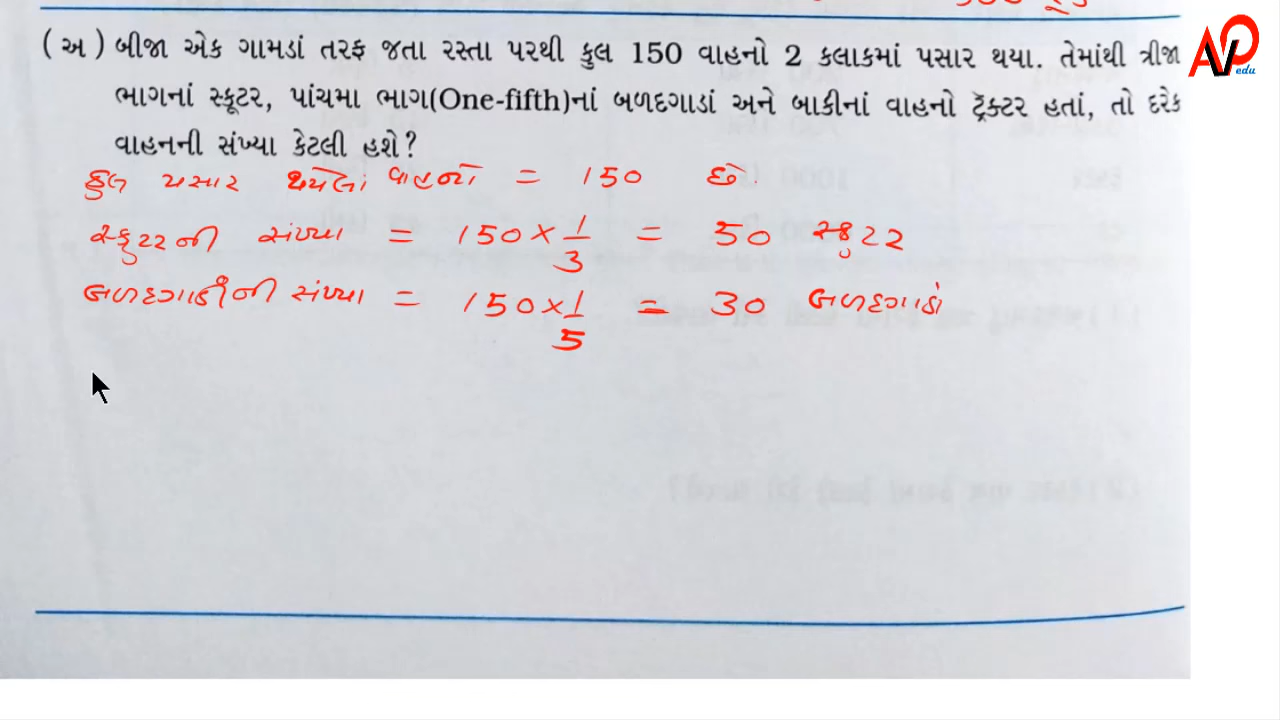 (અ) બીજા એક ગામડાં તરફ જતા રસ્તા પરથી કુલ 150 વાહનો 2 કલાકમાં પસાર થયા. તેમાંથી ત્રીજા
ભાગનાં સ્કૂટર, પાંચમા ભાગ(One-fifth)નાં બળદગાડાં અને બાકીનાં વાહનો ટ્રૅક્ટર હતાં, તો દરેક
વાહનની સંખ્યા કેટલી હશે?
કુલ પસાર થયેલાં વાહનો = 150 છે.
સ્કુટરની સંખ્યા = 150 × 1/3 = 50 સ્કુટર
બળદગાડીની સંખ્યા = 150 × 1/5 = 30 બળદગાડાં
AVP edu